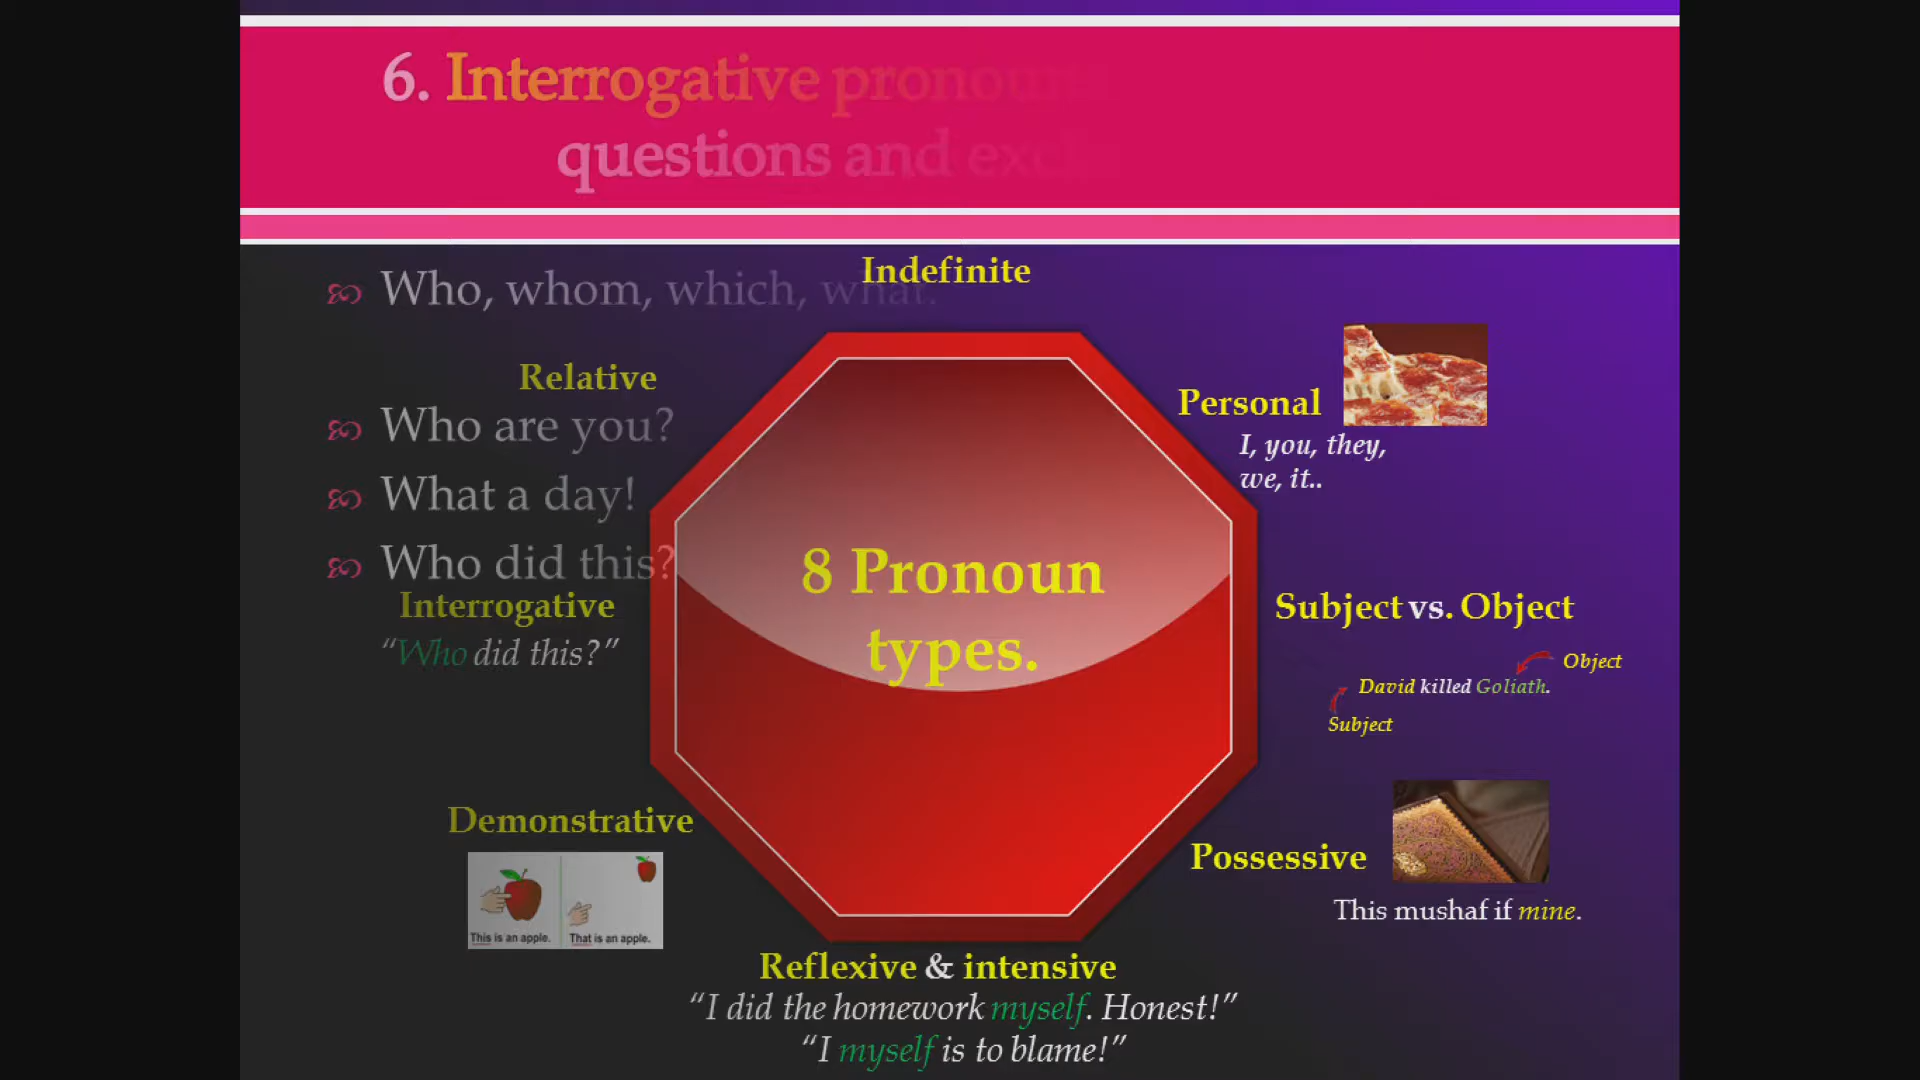 6. Interrogative pronoun
questions and
Who, whom, which, what.
Indefinite
Relative
Who are you?
What a day!
Who did this?
Interrogative
“Who did this?”
Personal
I, you, they,
we, it..
8 Pronoun
types.
Subject vs. Object
Object
David killed Goliath.
Subject
Demonstrative
This is an apple. That is an apple.
Possessive
This mushaf if mine.
Reflexive & intensive
“I did the homework myself. Honest!”
“I myself is to blame!”